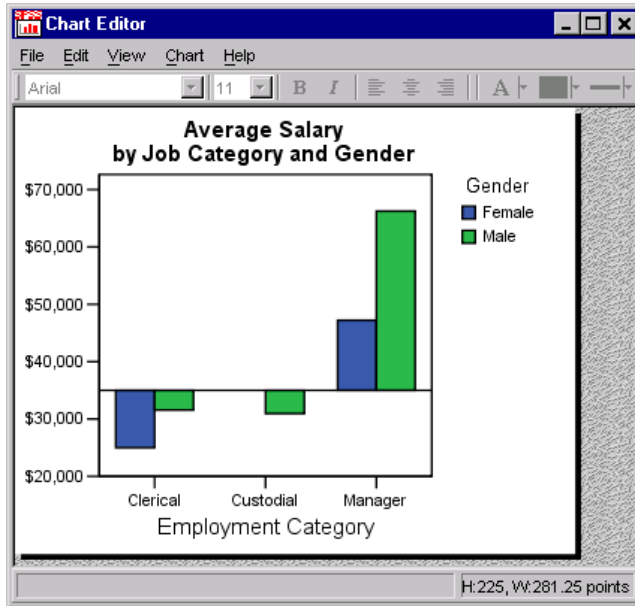 SPSS
Chart Editor
File Edit View Chart Help
Arial 11 B I A
Average Salary
by Job Category and Gender
$70,000
$60,000
$50,000
$40,000
$30,000
$20,000
Gender
Female
Male
Clerical Custodial Manager
Employment Category
H:225, W:281.25 points